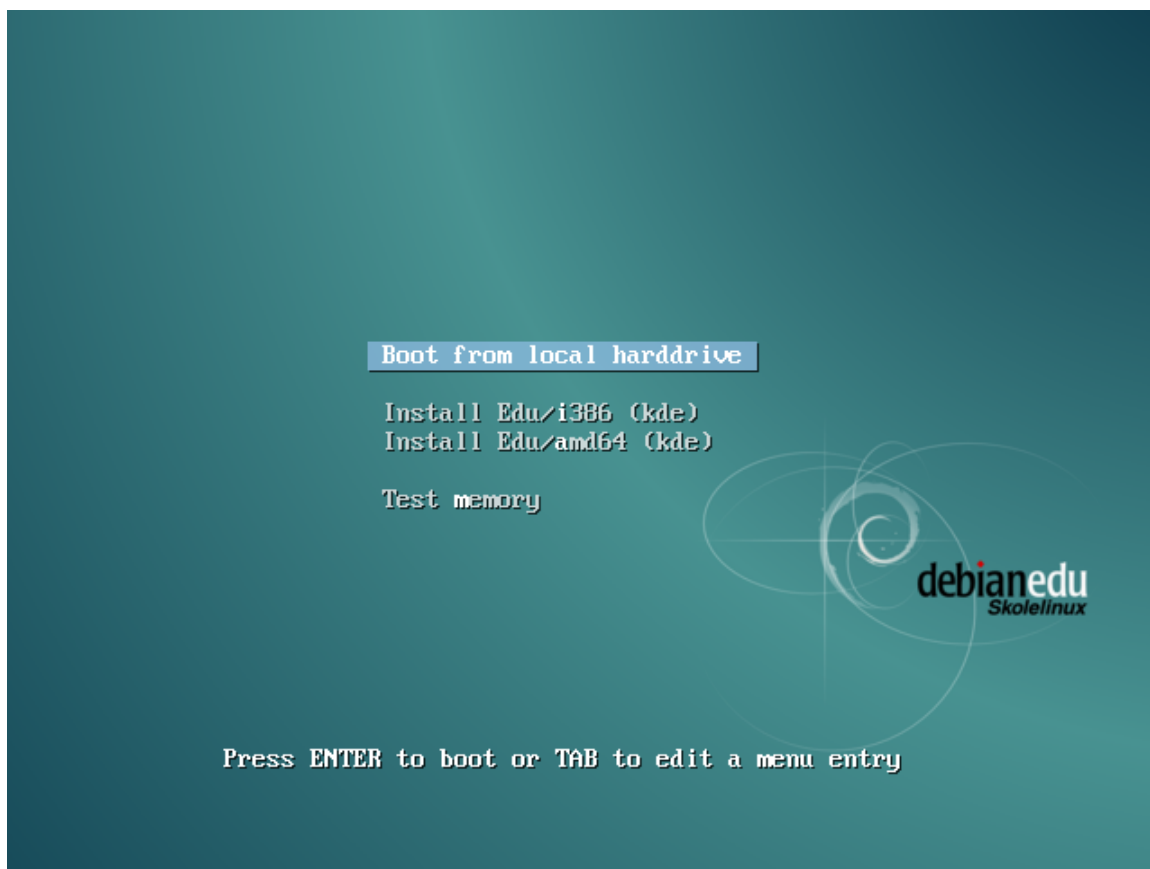 Boot from local harddrive
Install Edu/i386 (kde)
Install Edu/amd64 (kde)
Test memory
debianedu
Skolelinux
Press ENTER to boot or TAB to edit a menu entry